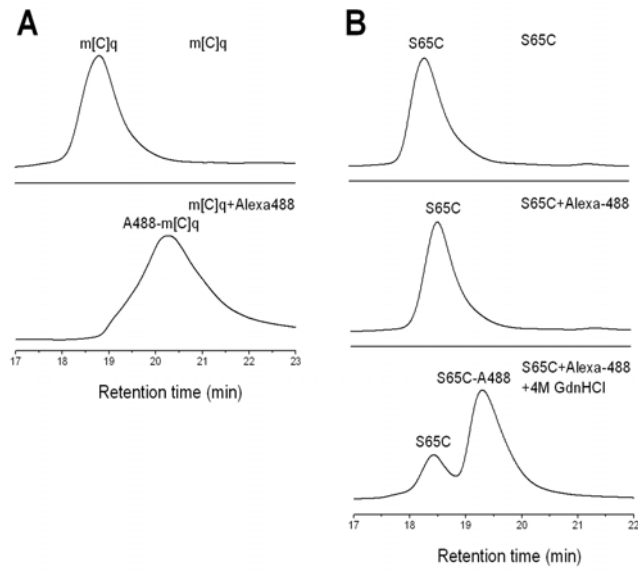 A
m[C]q m[C]q
m[C]q+Alexa488
A488-m[C]q
17 18 19 20 21 22 23
Retention time (min)
B
S65C S65C
S65C S65C+Alexa-488
S65C-A488 S65C+Alexa-488
+4M GdnHCl
S65C
17 18 19 20 21 22
Retention time (min)